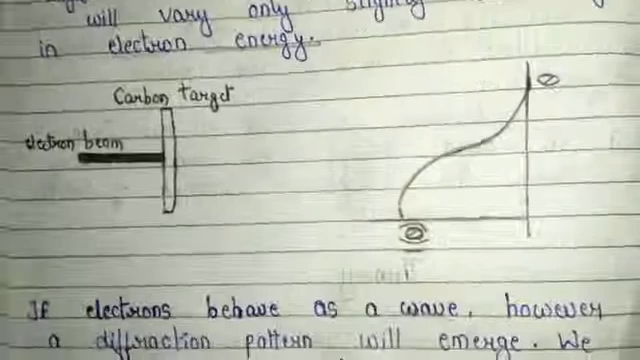 will vary only slightly
in electron energy.
Carbon target
electron beam
If electrons behave as a wave, however
a diffraction pattern will emerge. We